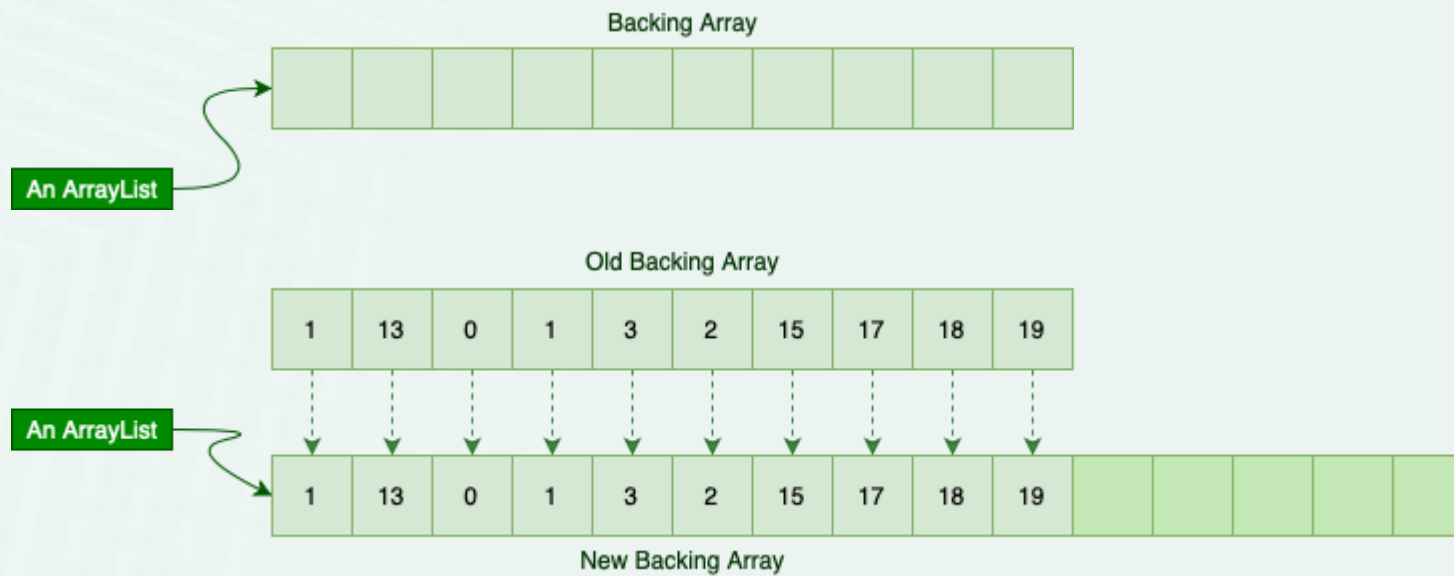 Backing Array
An ArrayList
Old Backing Array
1 13 0 1 3 2 15 17 18 19
An ArrayList
1 13 0 1 3 2 15 17 18 19
New Backing Array